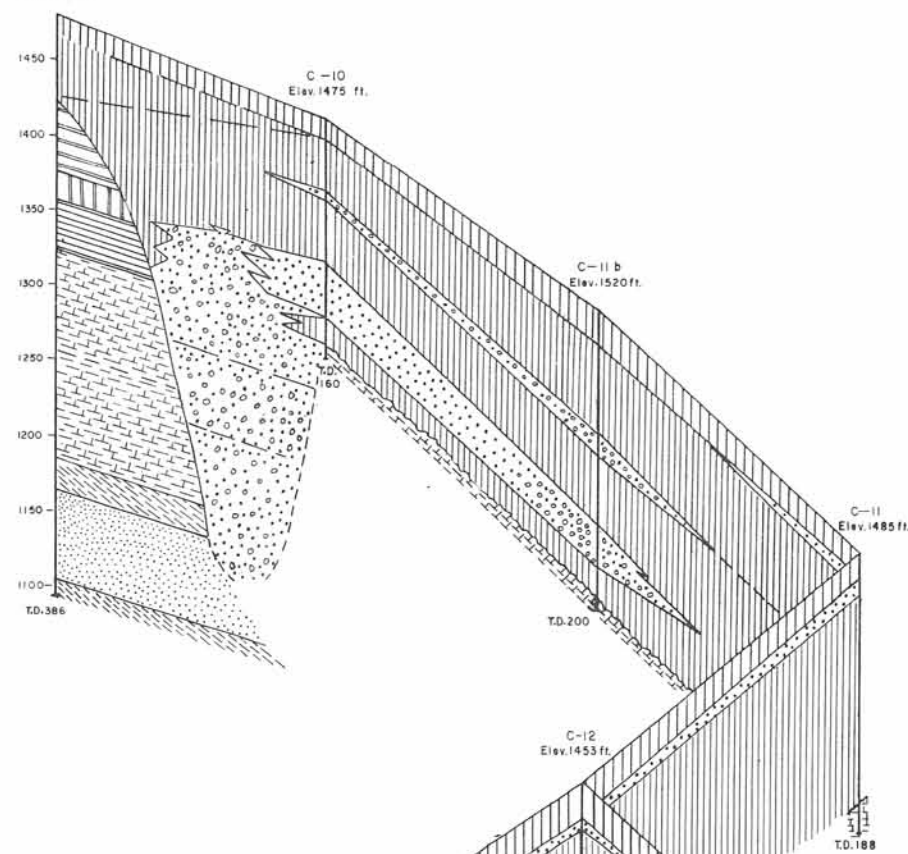 1450
C-10
Elev. 1475 ft.
1400
1350
C-11 b
Elev. 1520 ft.
1300
1250
T.D.
160
1200
1150
C-11
Elev. 1485 ft.
1100
T.D. 386
T.D. 200
C-12
Elev. 1453 ft.
T.D. 188